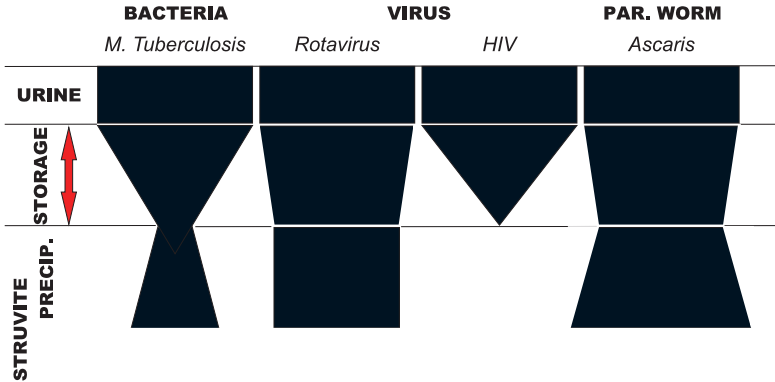 BACTERIA VIRUS PAR. WORM
M. Tuberculosis Rotavirus HIV Ascaris
URINE
STORAGE
STRUVITE
PRECIP.